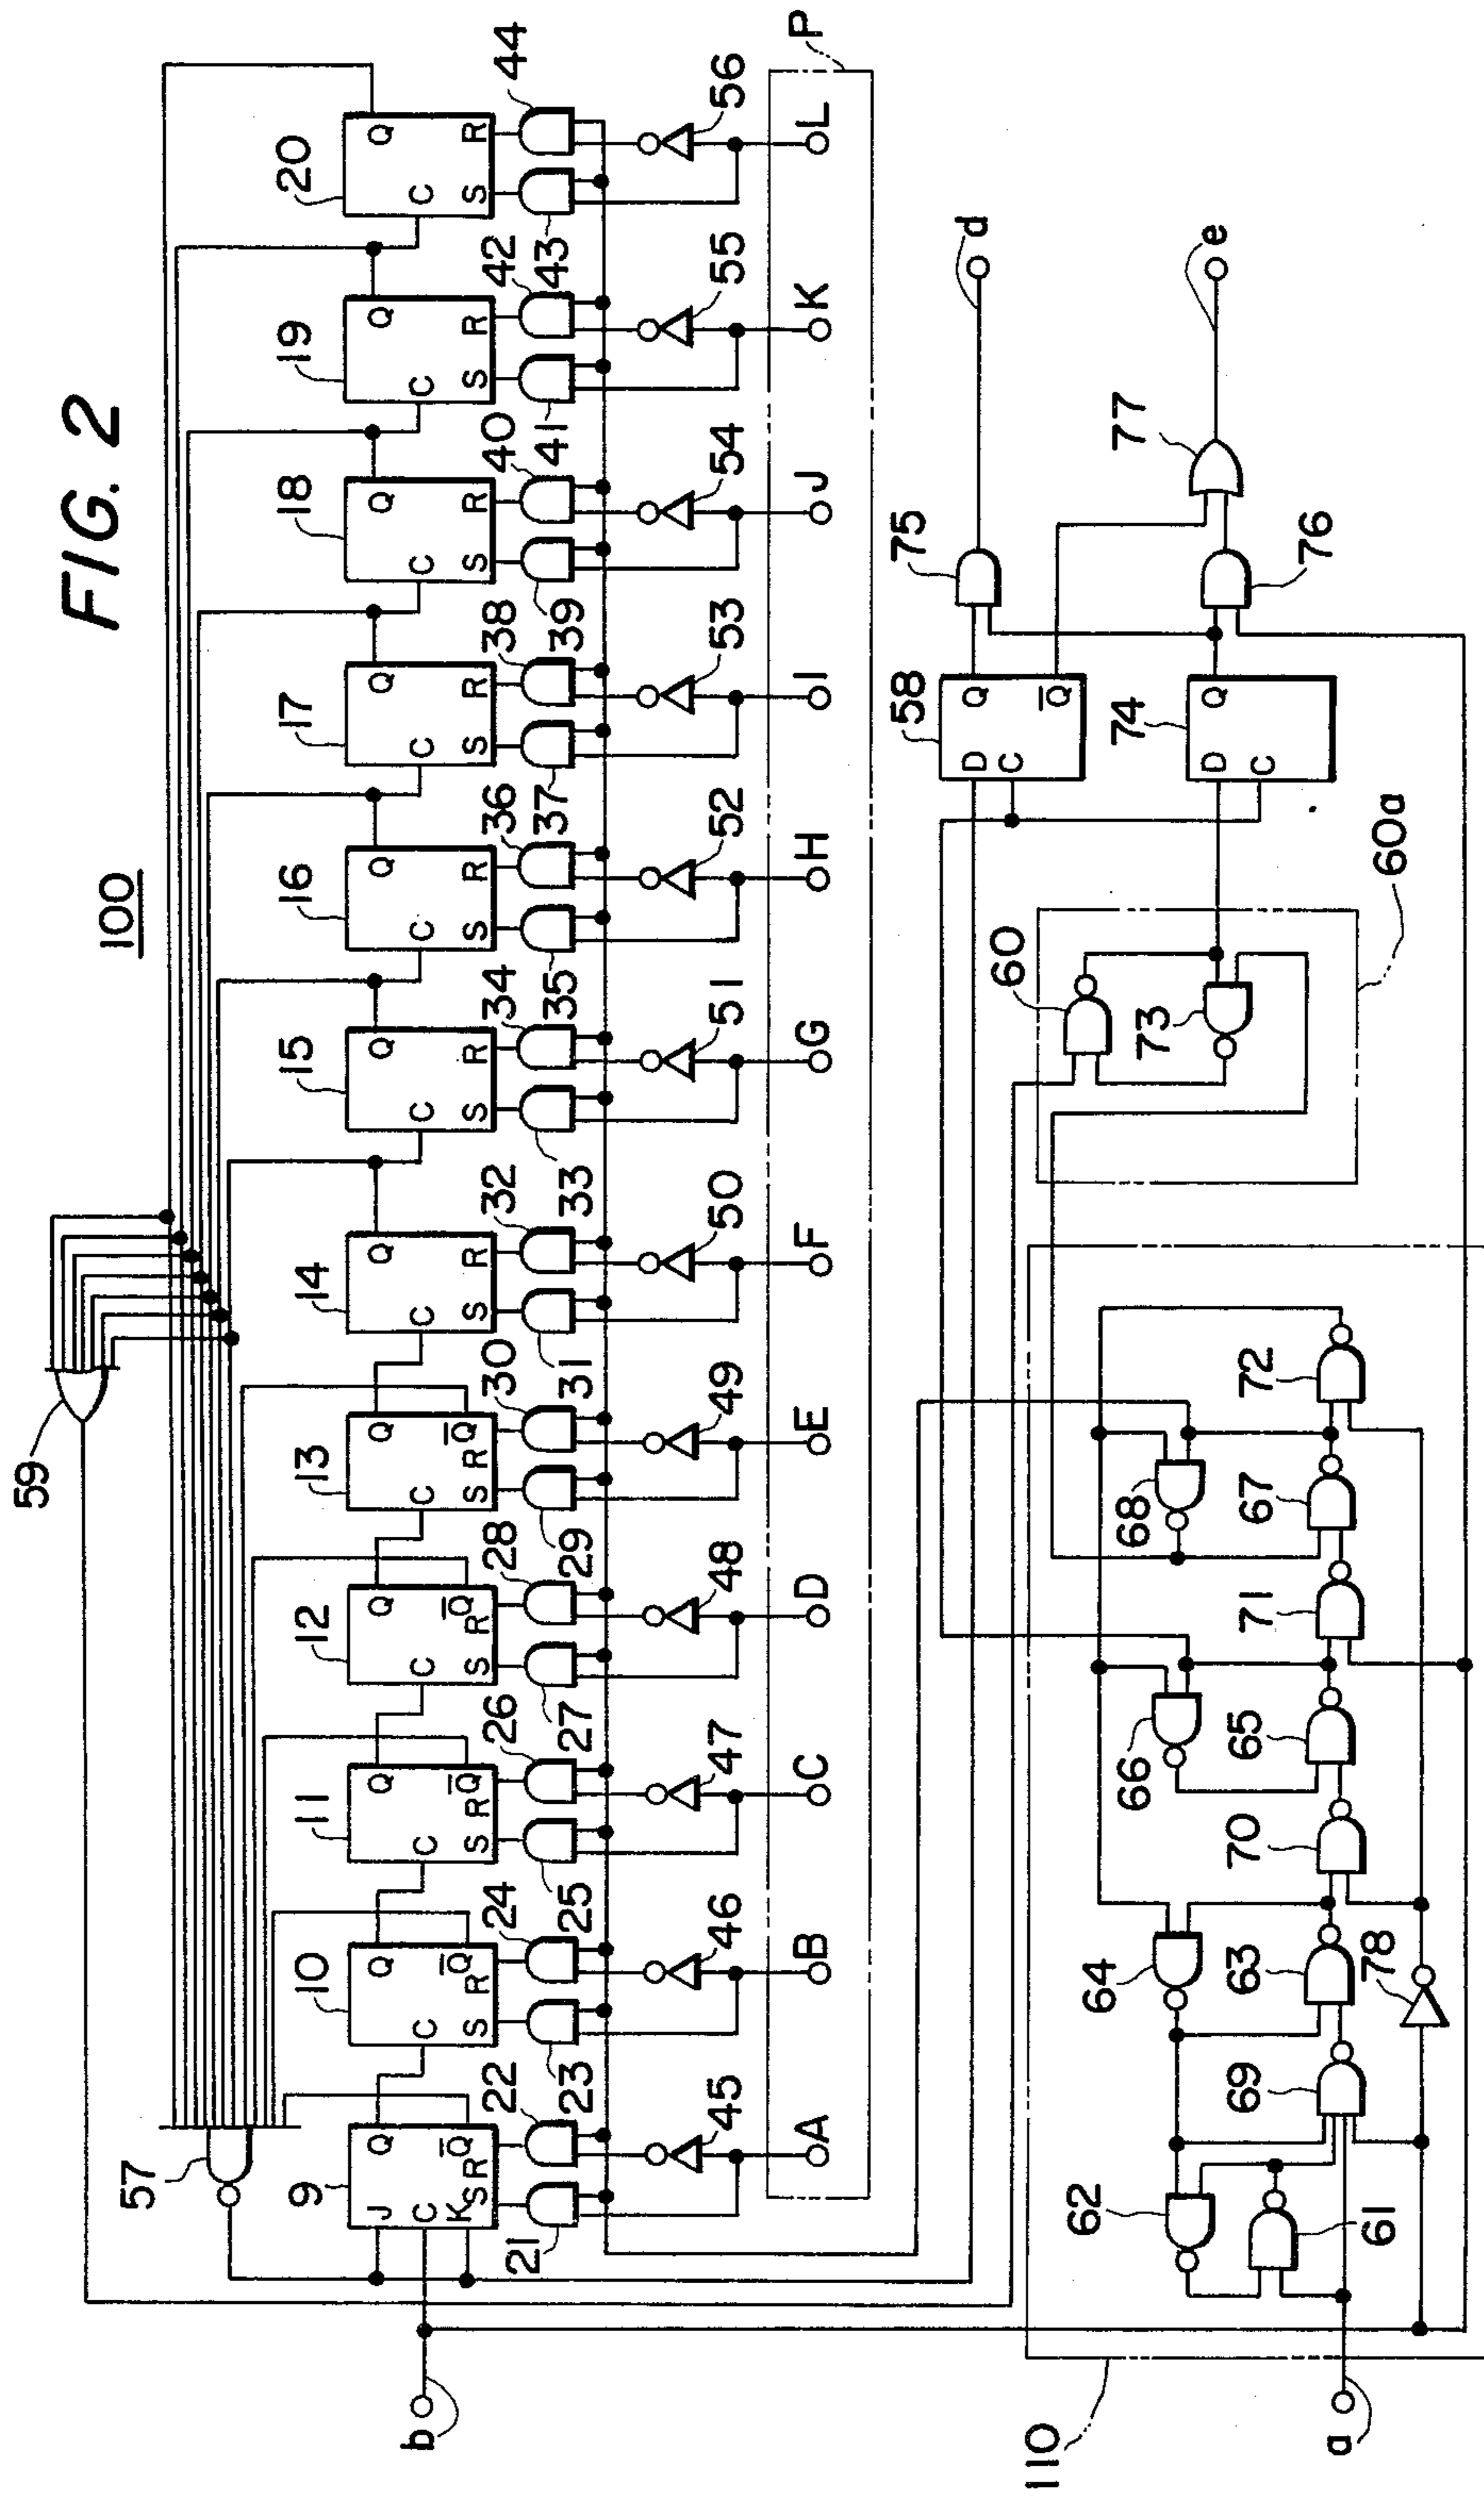 FIG. 2
100
59
57
9 10 11 12 13 14 15 16 17 18 19 20
J Q Q Q Q Q Q Q Q Q Q Q Q
C C C C C C C C C C C C
K Q̅ Q̅ Q̅ Q̅ Q̅
S R S R S R S R S R S R S R S R S R S R S R S R
b
21 22 23 24 25 26 27 28 29 30 31 32 33 34 35 36 37 38 39 40 41 42 43 44
45 46 47 48 49 50 51 52 53 54 55 56
A B C D E F G H I J K L
P
58
D Q
C Q̅
75
d
74
D Q
C
76
77
e
60
73
60a
110
62 64 66 68
61 69 63 70 65 71 67 72
78
a